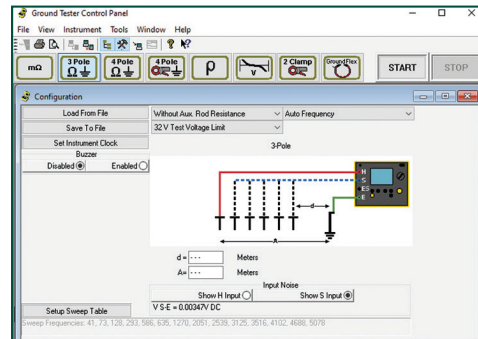 Ground Tester Control Panel
File View Instrument Tools Window Help
mΩ 3 Pole Ω 4 Pole Ω 4 Pole Ω ρ V 2 Clamp GroundFlex START STOP
Configuration
Load From File Without Aux. Rod Resistance Auto Frequency
Save To File 32 V Test Voltage Limit
Set Instrument Clock 3-Pole
Buzzer
Disabled Enabled
H
S
ES
E
d
A
d = --- Meters
A= --- Meters
Input Noise
Show H Input Show S Input
V S-E = 0.00347V DC
Setup Sweep Table
Sweep Frequencies: 41, 73, 128, 293, 586, 635, 1270, 2051, 2539, 3125, 3516, 4102, 4688, 5078